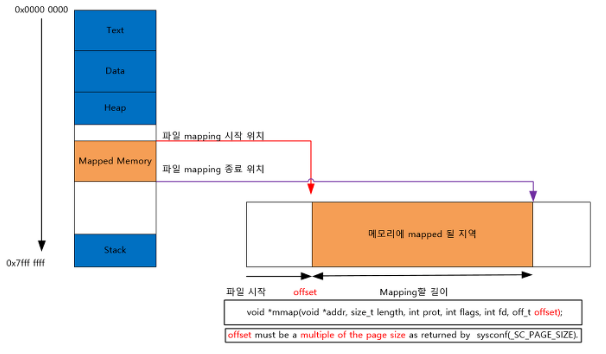 0x0000 0000
Text
Data
Heap
파일 mapping 시작 위치
Mapped Memory
파일 mapping 종료 위치
메모리에 mapped 될 지역
Stack
0x7fff ffff
파일 시작 offset Mapping할 길이
void *mmap(void *addr, size_t length, int prot, int flags, int fd, off_t offset);
offset must be a multiple of the page size as returned by sysconf(_SC_PAGE_SIZE).